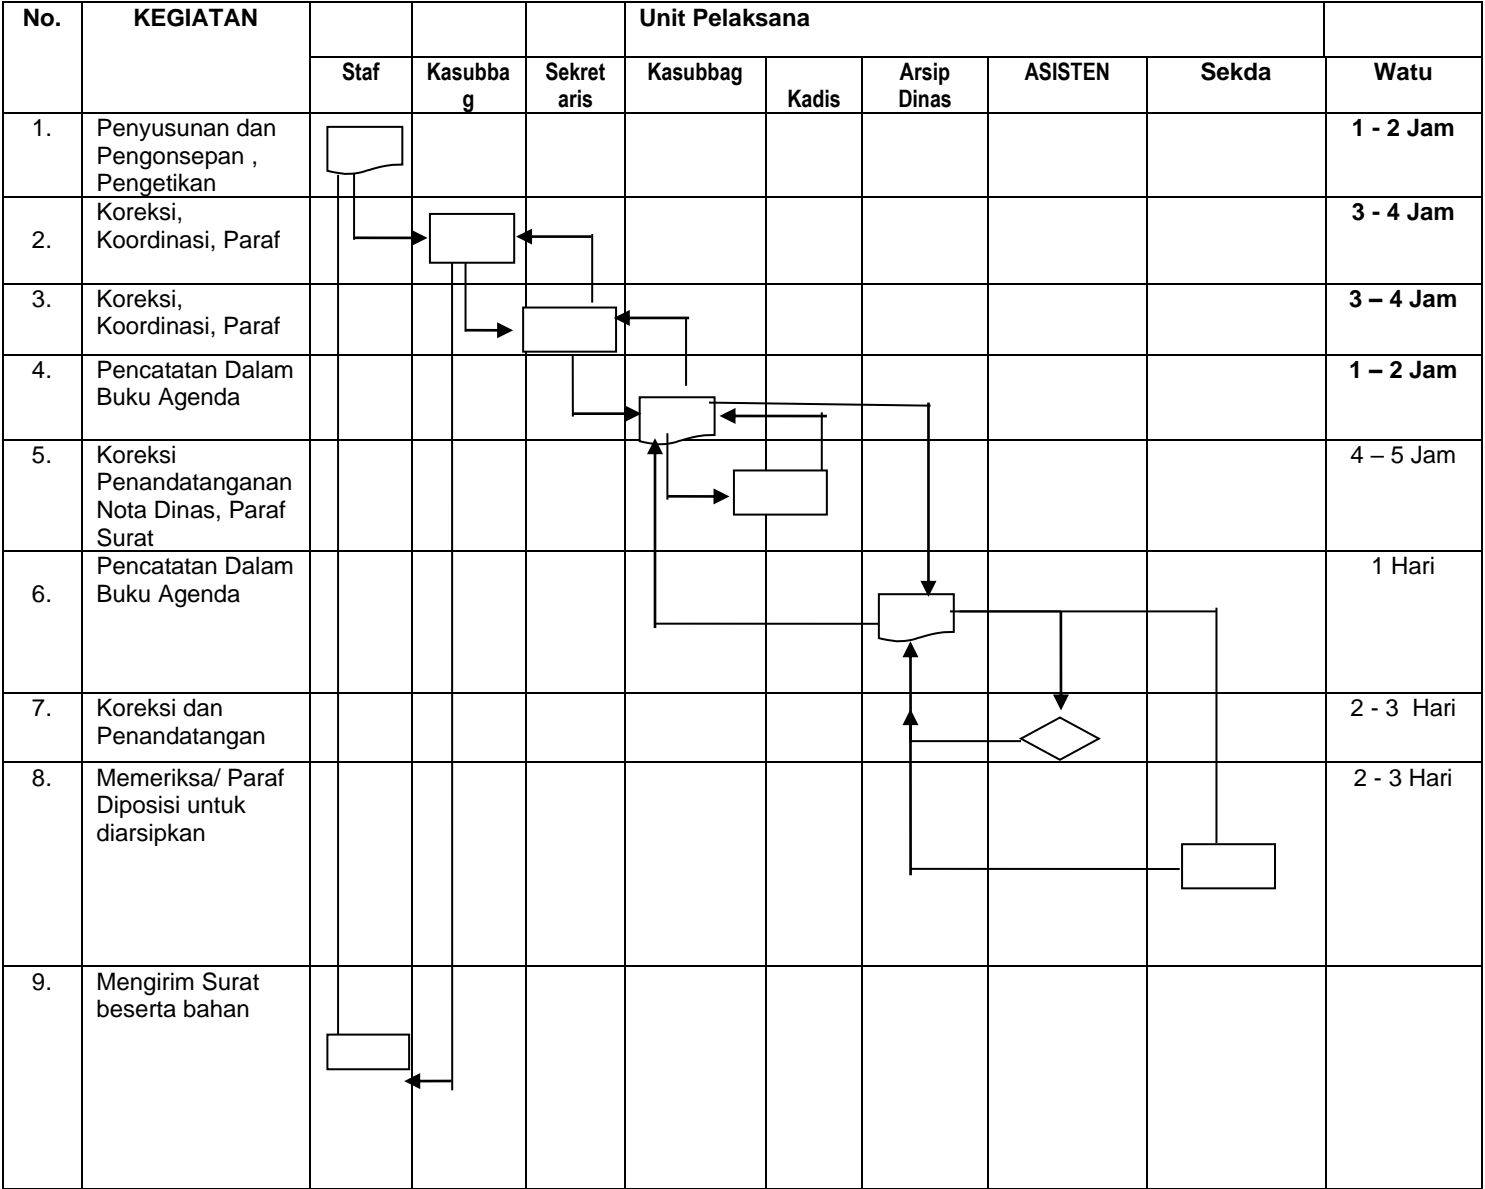 No.
KEGIATAN
Unit Pelaksana
Staf
Kasubba
g
Sekret
aris
Kasubbag
Kadis
Arsip
Dinas
ASISTEN
Sekda
Watu
1.
Penyusunan dan
Pengonsepan ,
Pengetikan
1 - 2 Jam
2.
Koreksi,
Koordinasi, Paraf
3 - 4 Jam
3.
Koreksi,
Koordinasi, Paraf
3 – 4 Jam
4.
Pencatatan Dalam
Buku Agenda
1 – 2 Jam
5.
Koreksi
Penandatanganan
Nota Dinas, Paraf
Surat
4 – 5 Jam
6.
Pencatatan Dalam
Buku Agenda
1 Hari
7.
Koreksi dan
Penandatangan
2 - 3 Hari
8.
Memeriksa/ Paraf
Diposisi untuk
diarsipkan
2 - 3 Hari
9.
Mengirim Surat
beserta bahan